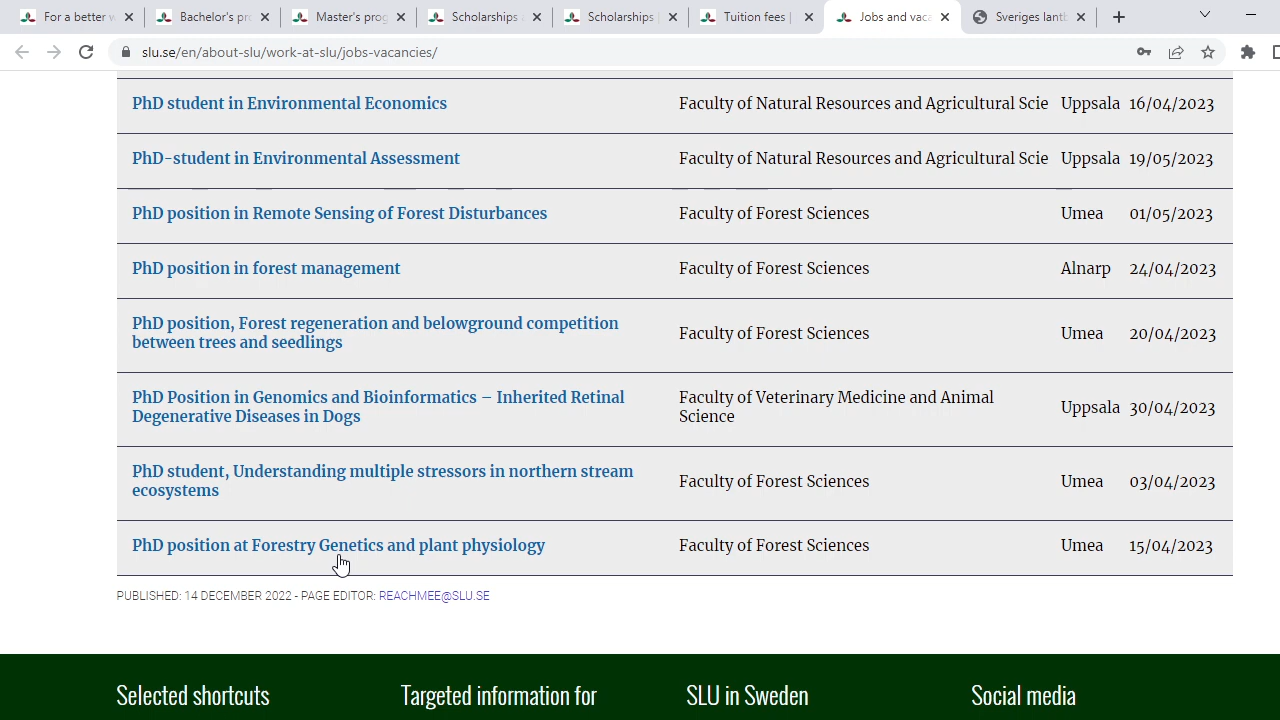 For a better w
Bachelor's pr
Master's prog
Scholarships a
Scholarships |
Tuition fees |
Jobs and vaca
Sveriges lantb
slu.se/en/about-slu/work-at-slu/jobs-vacancies/
PhD student in Environmental Economics Faculty of Natural Resources and Agricultural Scie Uppsala 16/04/2023
PhD-student in Environmental Assessment Faculty of Natural Resources and Agricultural Scie Uppsala 19/05/2023
PhD position in Remote Sensing of Forest Disturbances Faculty of Forest Sciences Umea 01/05/2023
PhD position in forest management Faculty of Forest Sciences Alnarp 24/04/2023
PhD position, Forest regeneration and belowground competition
between trees and seedlings
Faculty of Forest Sciences Umea 20/04/2023
PhD Position in Genomics and Bioinformatics – Inherited Retinal
Degenerative Diseases in Dogs
Faculty of Veterinary Medicine and Animal
Science
Uppsala 30/04/2023
PhD student, Understanding multiple stressors in northern stream
ecosystems
Faculty of Forest Sciences Umea 03/04/2023
PhD position at Forestry Genetics and plant physiology Faculty of Forest Sciences Umea 15/04/2023
PUBLISHED: 14 DECEMBER 2022 - PAGE EDITOR: REACHMEE@SLU.SE
Selected shortcuts
Targeted information for
SLU in Sweden
Social media